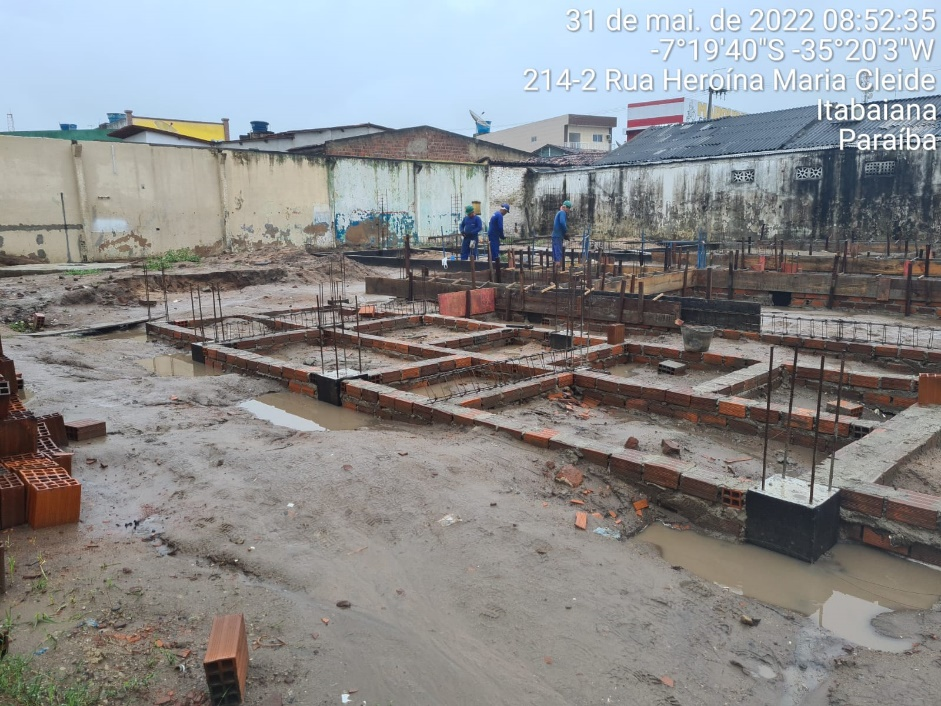 31 de mai. de 2022 08:52:35
-7°19'40"S -35°20'3"W
214-2 Rua Heroína Maria Cleide
Itabaiana
Paraíba